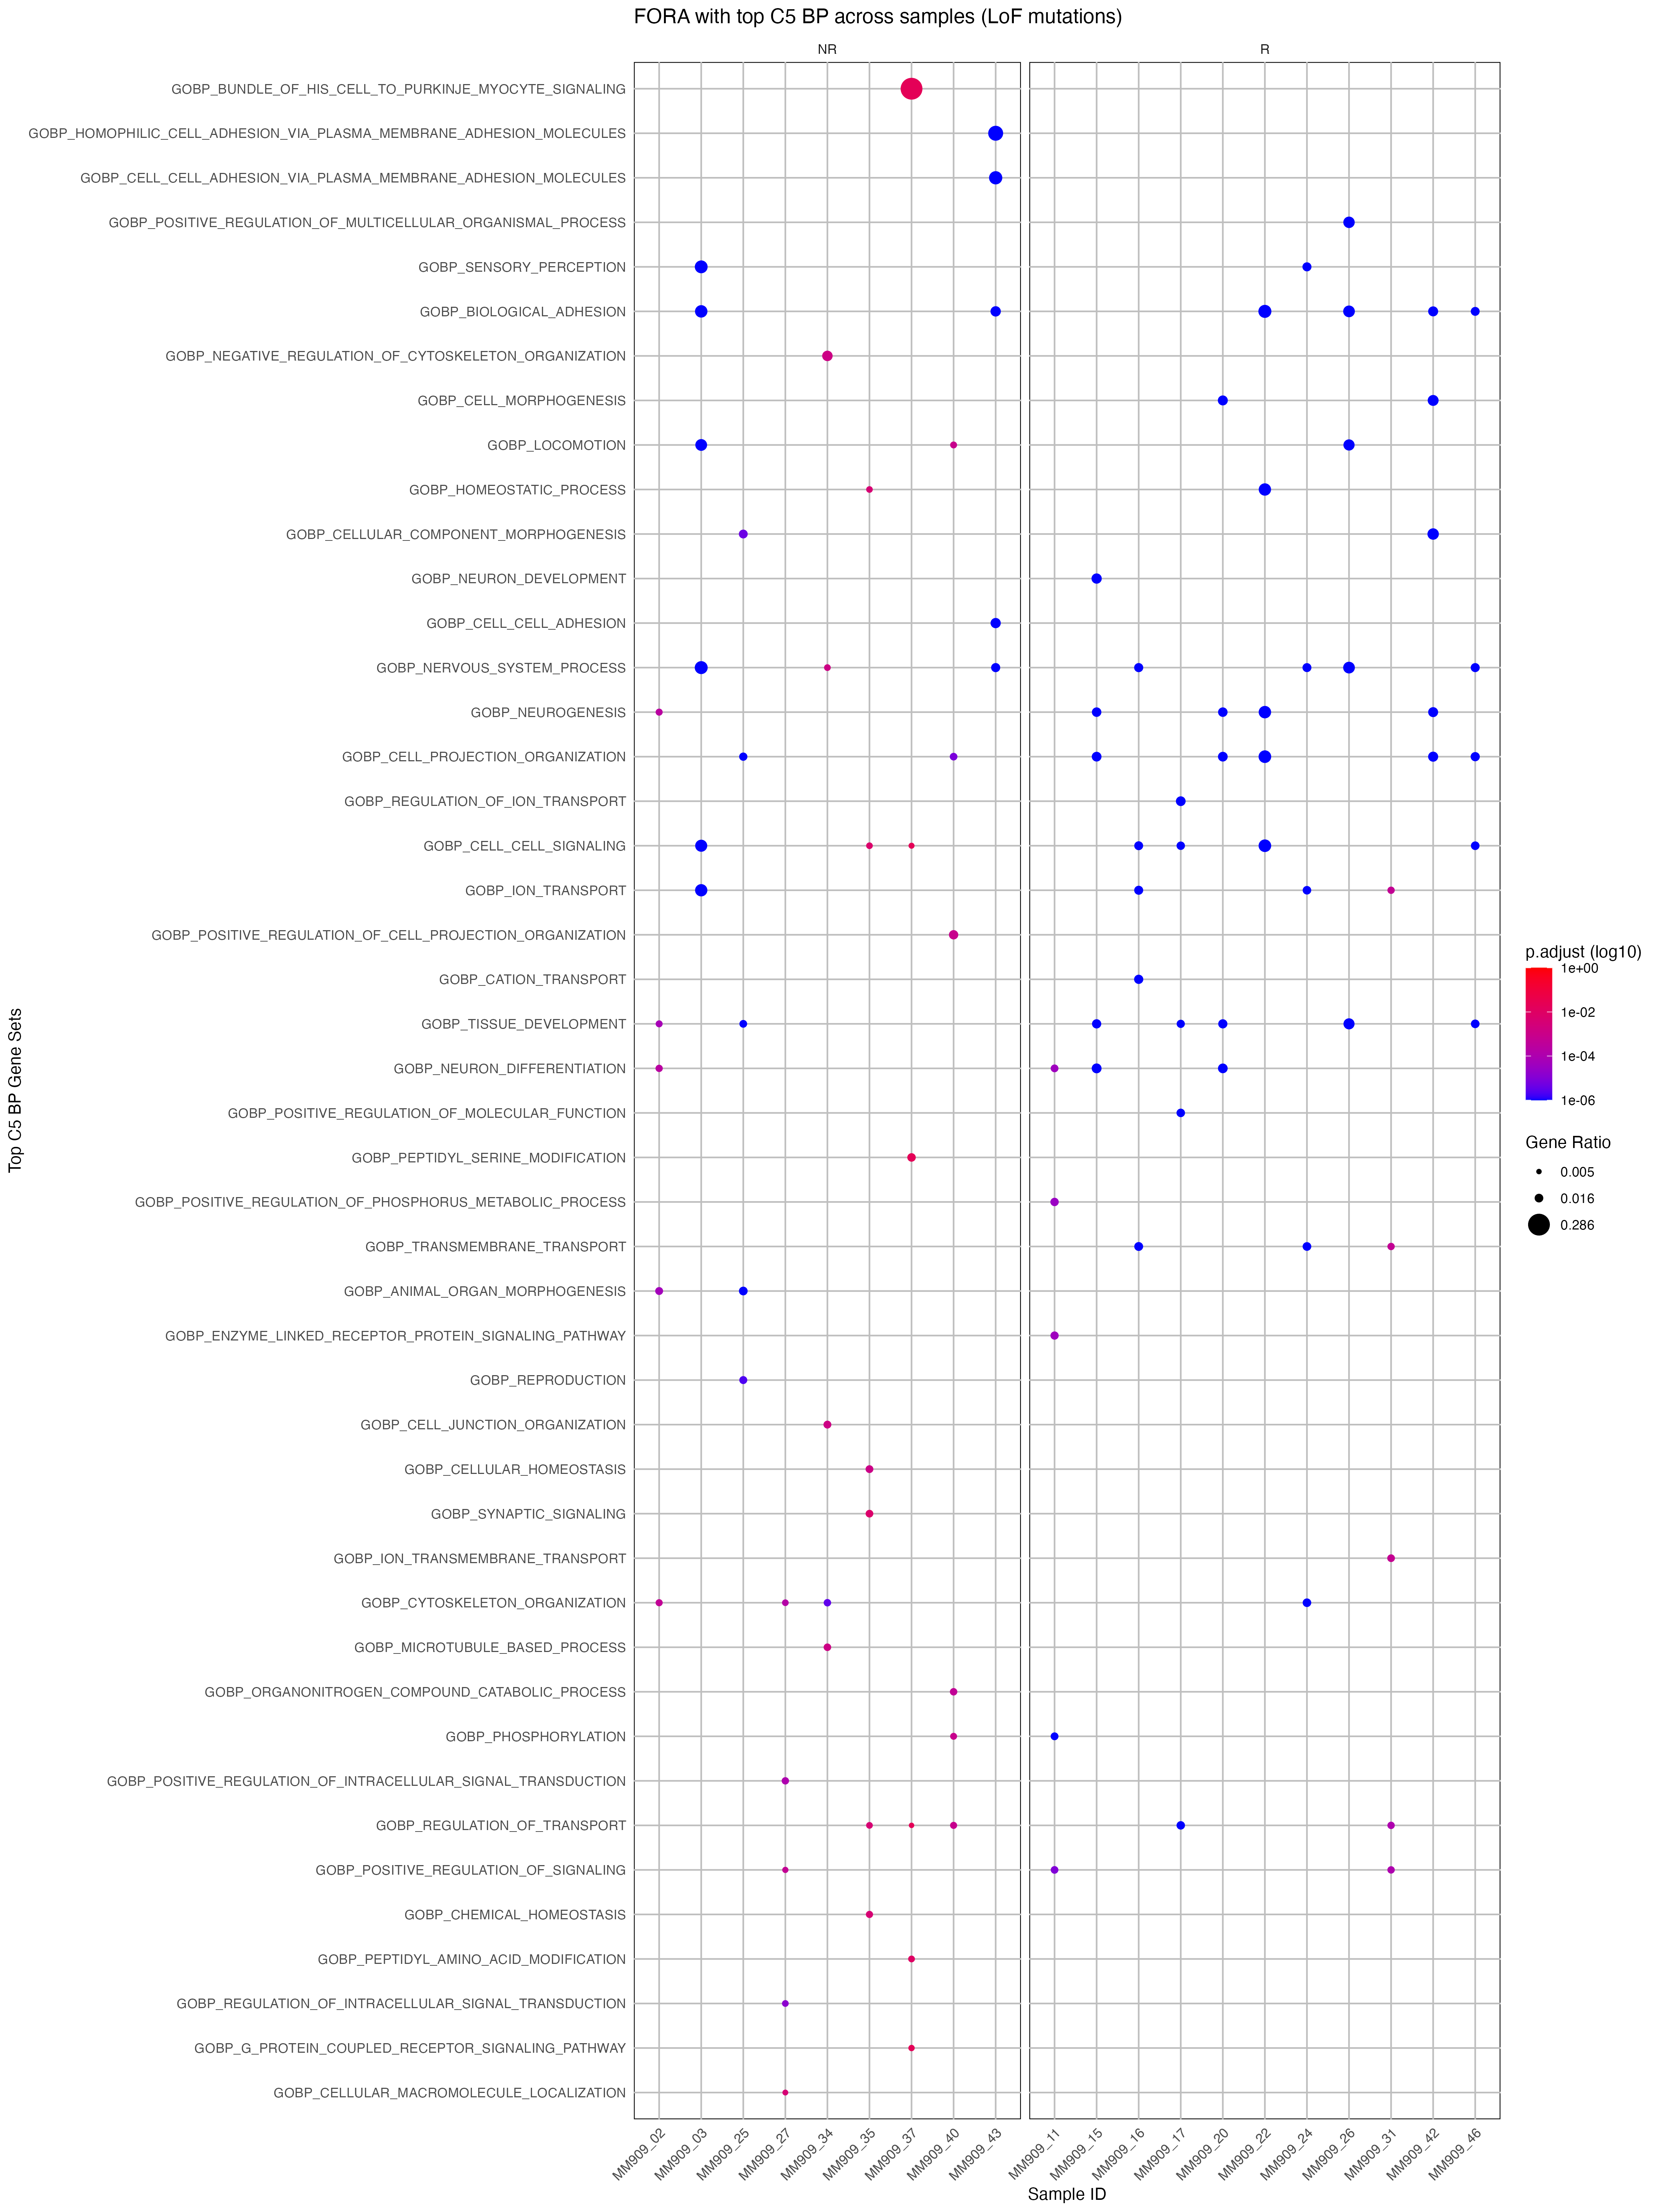 FORA with top C5 BP across samples (LoF mutations)
NR
R
GOBP_BUNDLE_OF_HIS_CELL_TO_PURKINJE_MYOCYTE_SIGNALING
GOBP_HOMOPHILIC_CELL_ADHESION_VIA_PLASMA_MEMBRANE_ADHESION_MOLECULES
GOBP_CELL_CELL_ADHESION_VIA_PLASMA_MEMBRANE_ADHESION_MOLECULES
GOBP_POSITIVE_REGULATION_OF_MULTICELLULAR_ORGANISMAL_PROCESS
GOBP_SENSORY_PERCEPTION
GOBP_BIOLOGICAL_ADHESION
GOBP_NEGATIVE_REGULATION_OF_CYTOSKELETON_ORGANIZATION
GOBP_CELL_MORPHOGENESIS
GOBP_LOCOMOTION
GOBP_HOMEOSTATIC_PROCESS
GOBP_CELLULAR_COMPONENT_MORPHOGENESIS
GOBP_NEURON_DEVELOPMENT
GOBP_CELL_CELL_ADHESION
GOBP_NERVOUS_SYSTEM_PROCESS
GOBP_NEUROGENESIS
GOBP_CELL_PROJECTION_ORGANIZATION
GOBP_REGULATION_OF_ION_TRANSPORT
GOBP_CELL_CELL_SIGNALING
GOBP_ION_TRANSPORT
GOBP_POSITIVE_REGULATION_OF_CELL_PROJECTION_ORGANIZATION
GOBP_CATION_TRANSPORT
GOBP_TISSUE_DEVELOPMENT
GOBP_NEURON_DIFFERENTIATION
GOBP_POSITIVE_REGULATION_OF_MOLECULAR_FUNCTION
GOBP_PEPTIDYL_SERINE_MODIFICATION
GOBP_POSITIVE_REGULATION_OF_PHOSPHORUS_METABOLIC_PROCESS
GOBP_TRANSMEMBRANE_TRANSPORT
GOBP_ANIMAL_ORGAN_MORPHOGENESIS
GOBP_ENZYME_LINKED_RECEPTOR_PROTEIN_SIGNALING_PATHWAY
GOBP_REPRODUCTION
GOBP_CELL_JUNCTION_ORGANIZATION
GOBP_CELLULAR_HOMEOSTASIS
GOBP_SYNAPTIC_SIGNALING
GOBP_ION_TRANSMEMBRANE_TRANSPORT
GOBP_CYTOSKELETON_ORGANIZATION
GOBP_MICROTUBULE_BASED_PROCESS
GOBP_ORGANONITROGEN_COMPOUND_CATABOLIC_PROCESS
GOBP_PHOSPHORYLATION
GOBP_POSITIVE_REGULATION_OF_INTRACELLULAR_SIGNAL_TRANSDUCTION
GOBP_REGULATION_OF_TRANSPORT
GOBP_POSITIVE_REGULATION_OF_SIGNALING
GOBP_CHEMICAL_HOMEOSTASIS
GOBP_PEPTIDYL_AMINO_ACID_MODIFICATION
GOBP_REGULATION_OF_INTRACELLULAR_SIGNAL_TRANSDUCTION
GOBP_G_PROTEIN_COUPLED_RECEPTOR_SIGNALING_PATHWAY
GOBP_CELLULAR_MACROMOLECULE_LOCALIZATION
Top C5 BP Gene Sets
MM909_02
MM909_03
MM909_25
MM909_27
MM909_34
MM909_35
MM909_37
MM909_40
MM909_43
MM909_11
MM909_15
MM909_16
MM909_17
MM909_20
MM909_22
MM909_24
MM909_26
MM909_31
MM909_42
MM909_46
Sample ID
p.adjust (log10)
1e+00
1e-02
1e-04
1e-06
Gene Ratio
0.005
0.016
0.286